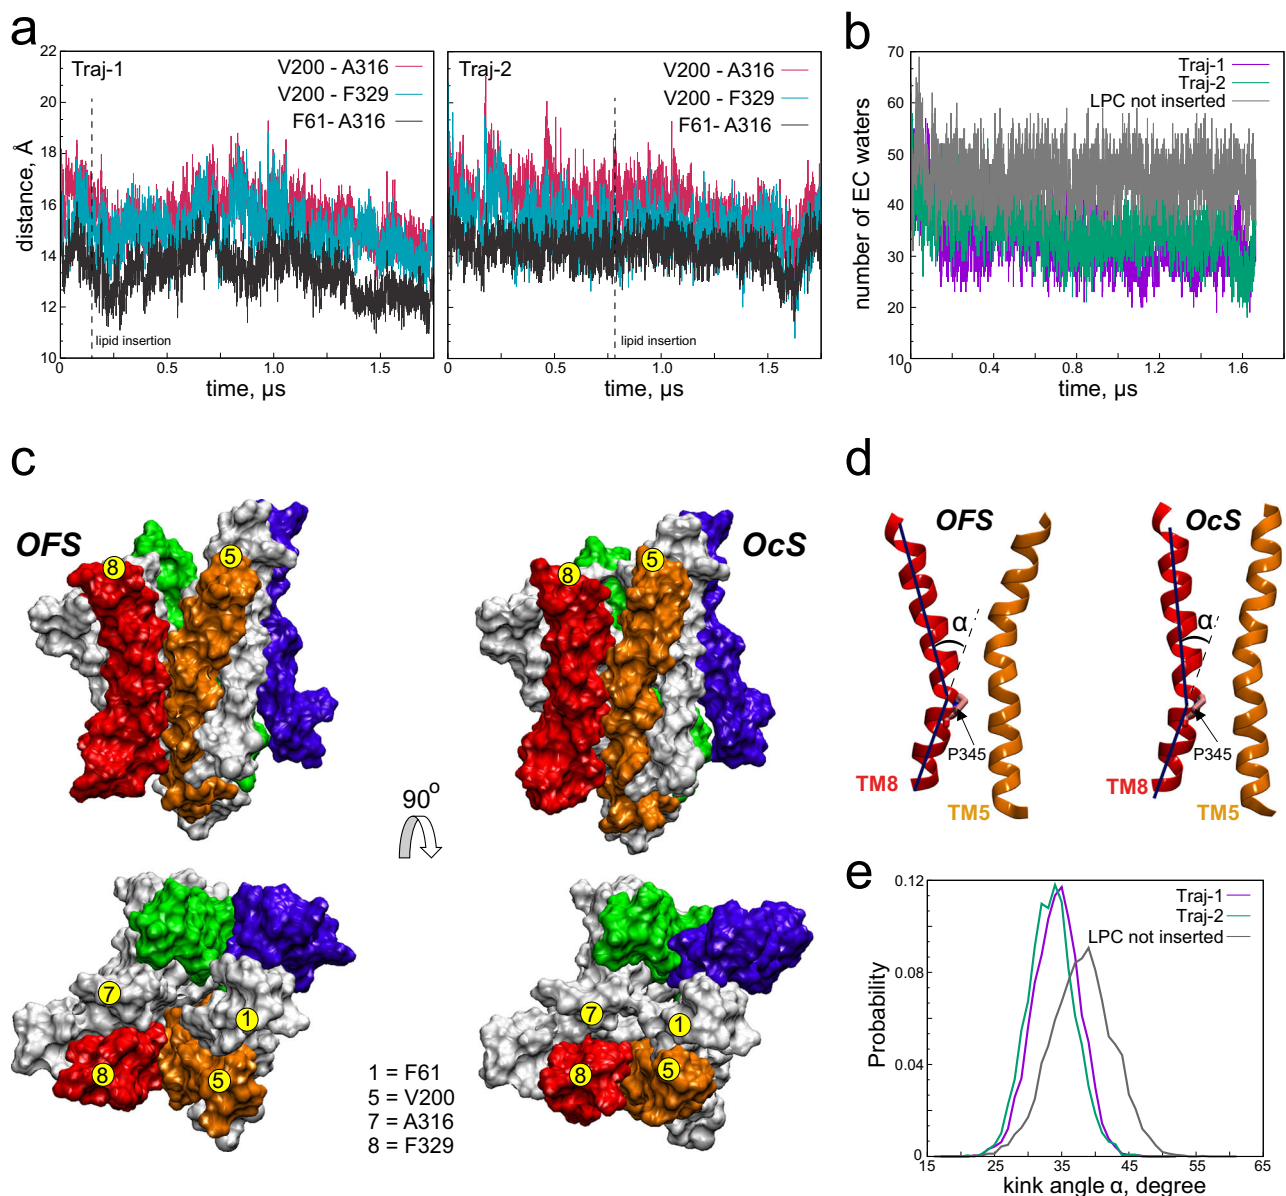 a
22
20
18
16
14
12
10
distance, Å
Traj-1
V200 - A316
V200 - F329
F61- A316
lipid insertion
0
0.5
1.0
1.5
time, µs
Traj-2
V200 - A316
V200 - F329
F61- A316
lipid insertion
0
0.5
1.0
1.5
time, µs
b
70
60
50
40
30
20
10
number of EC waters
Traj-1
Traj-2
LPC not inserted
0
0.4
0.8
1.2
1.6
time, µs
c
OFS
8
5
OcS
8
5
90o
7
1
8
5
7
1
8
5
1 = F61
5 = V200
7 = A316
8 = F329
d
OFS
α
P345
TM8
TM5
OcS
α
P345
TM8
TM5
e
0.12
0.08
0.04
0
Probability
Traj-1
Traj-2
LPC not inserted
15
25
35
45
55
65
kink angle α, degree